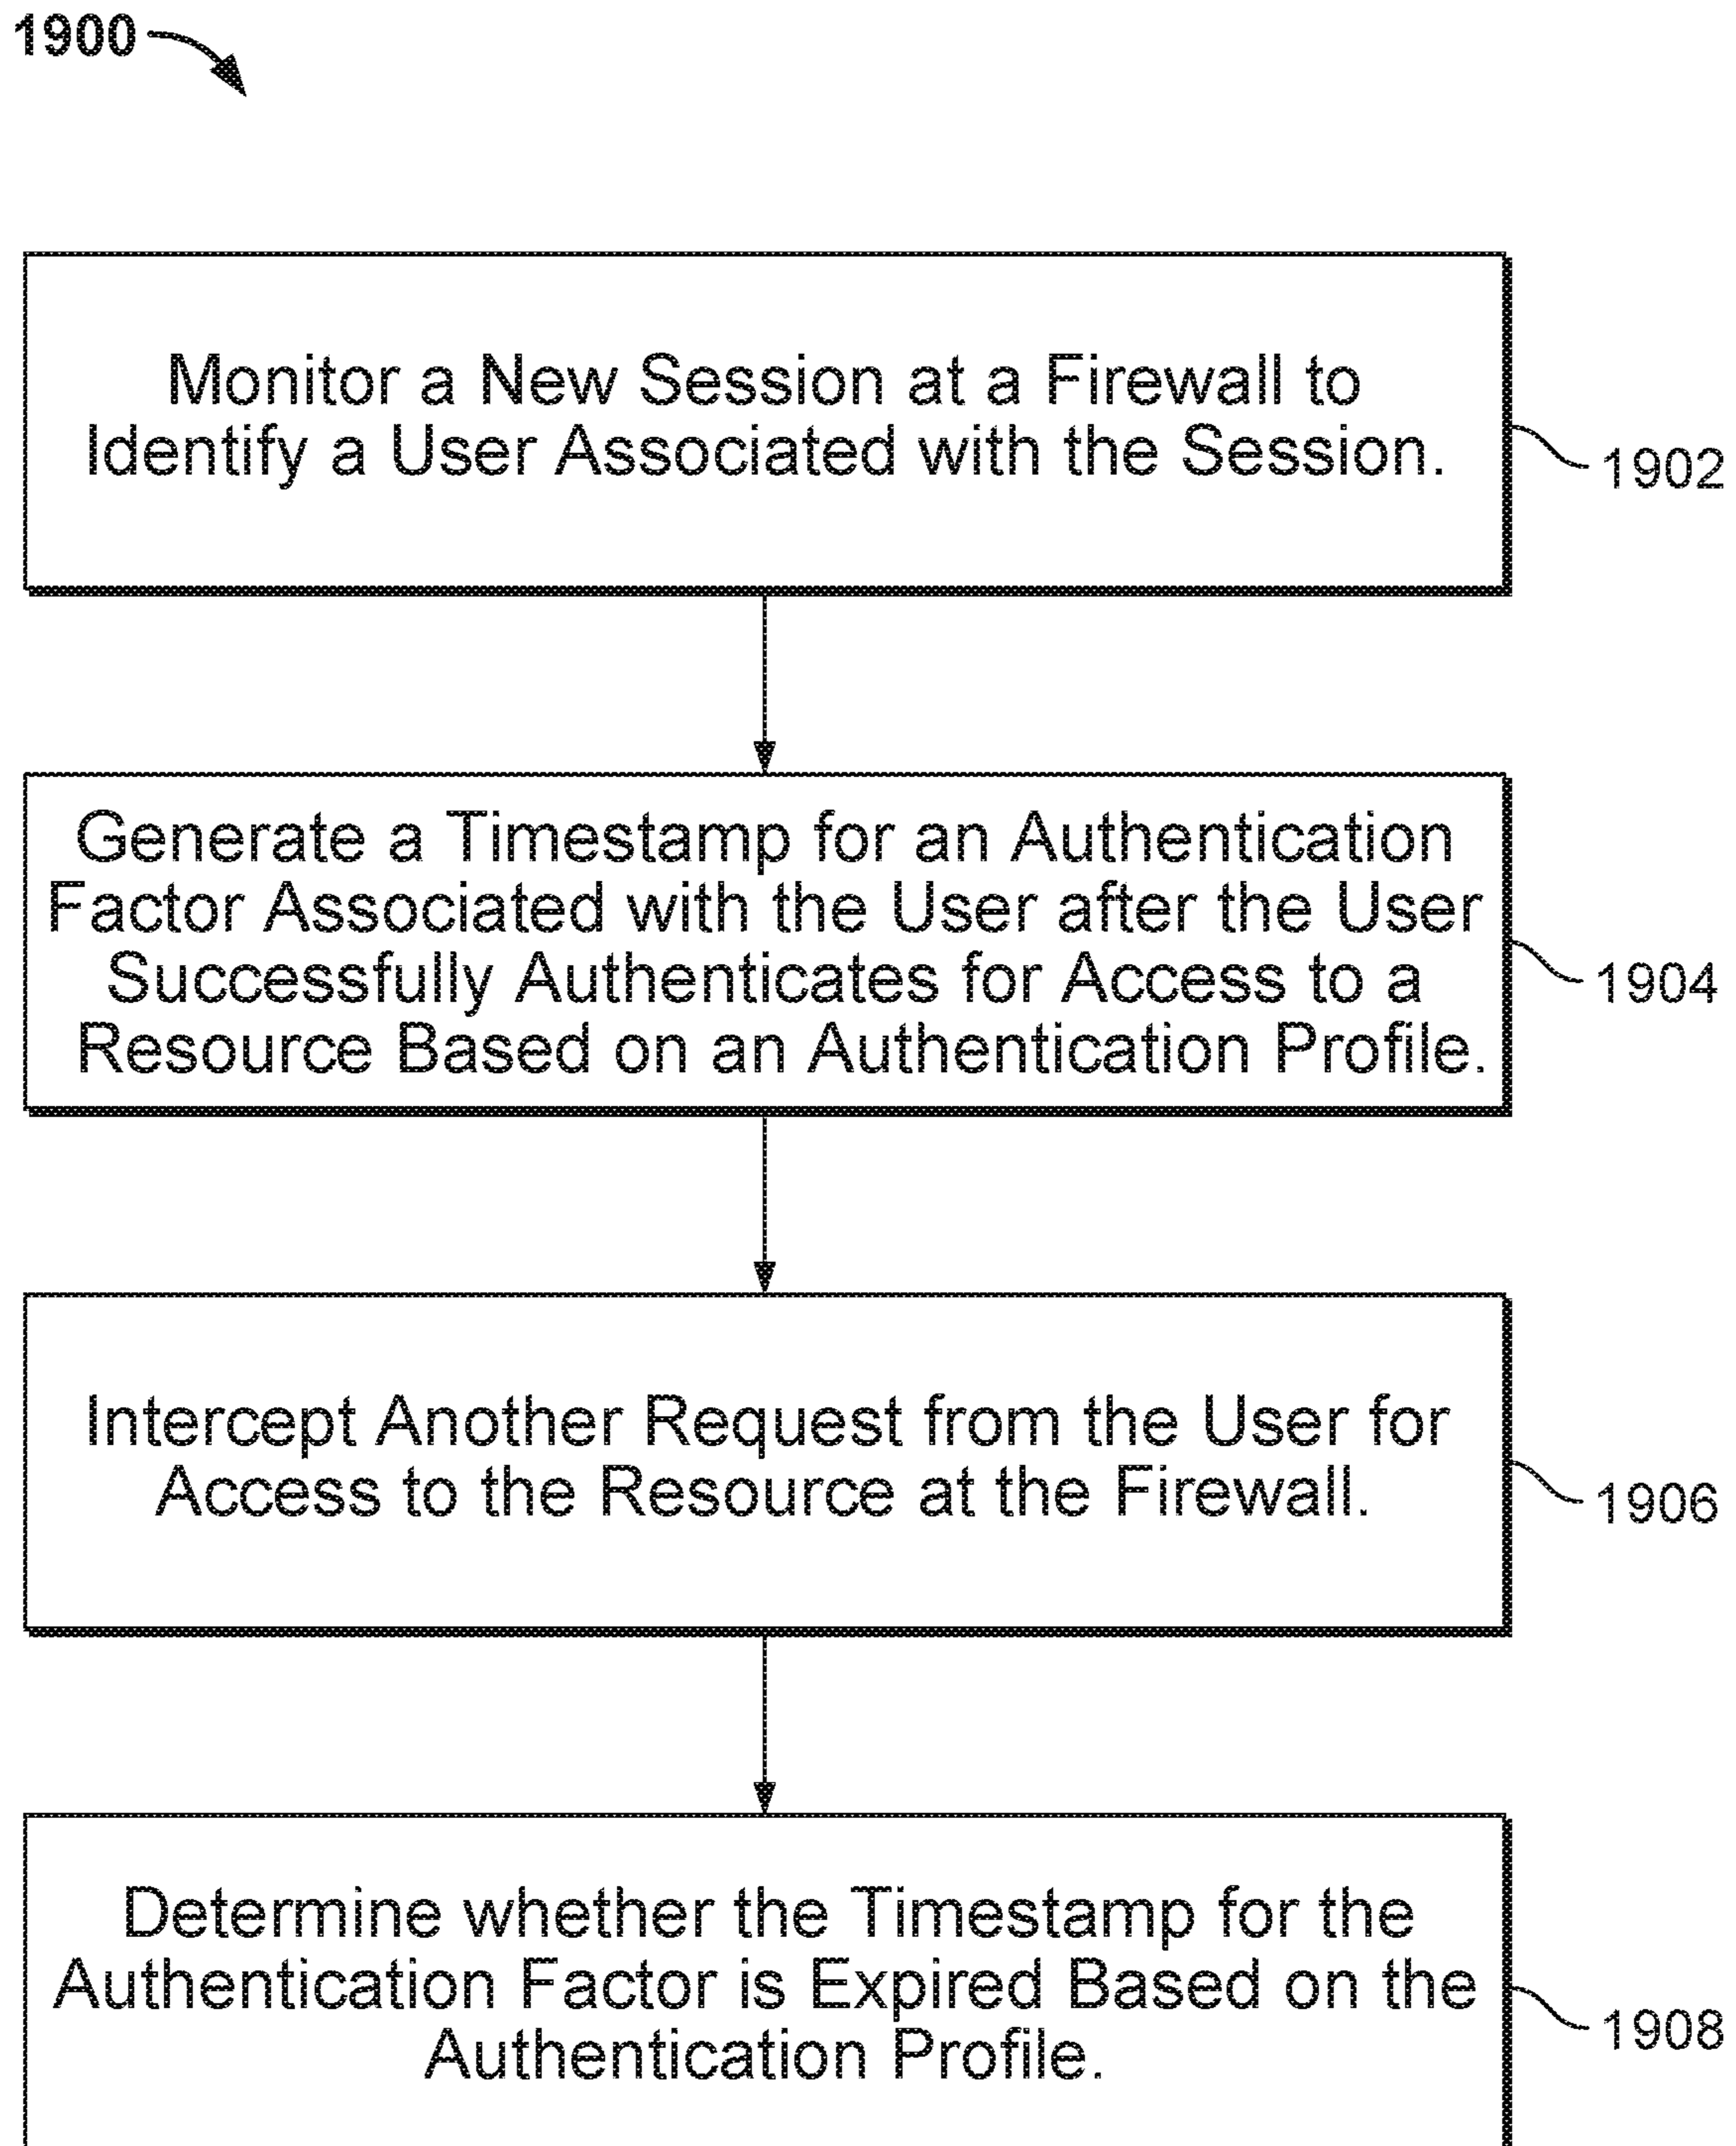 1900
Monitor a New Session at a Firewall to
Identify a User Associated with the Session.
1902
Generate a Timestamp for an Authentication
Factor Associated with the User after the User
Successfully Authenticates for Access to a
Resource Based on an Authentication Profile.
1904
Intercept Another Request from the User for
Access to the Resource at the Firewall.
1906
Determine whether the Timestamp for the
Authentication Factor is Expired Based on the
Authentication Profile.
1908